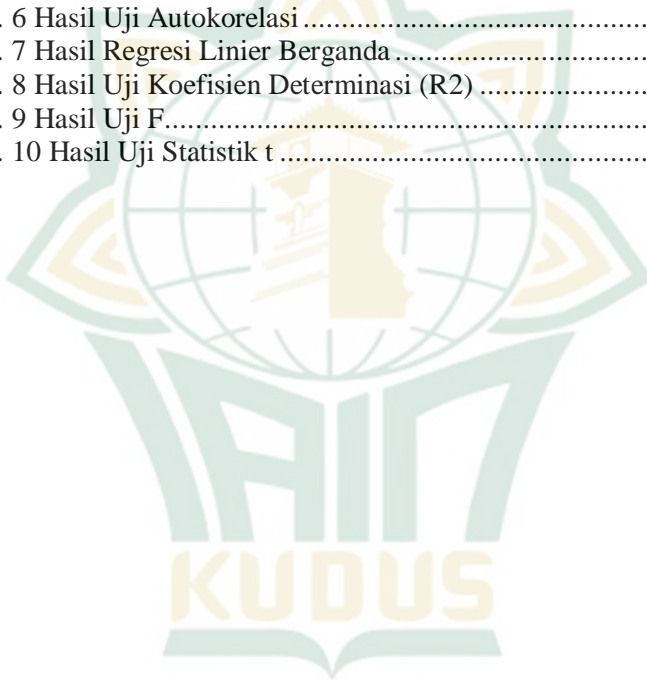 . 6 Hasil Uji Autokorelasi.......................................................
. 7 Hasil Regresi Linier Berganda.......................................
. 8 Hasil Uji Koefisien Determinasi (R2) .........................
. 9 Hasil Uji F.........................................................................
. 10 Hasil Uji Statistik t ........................................................
IAIN
KUDUS